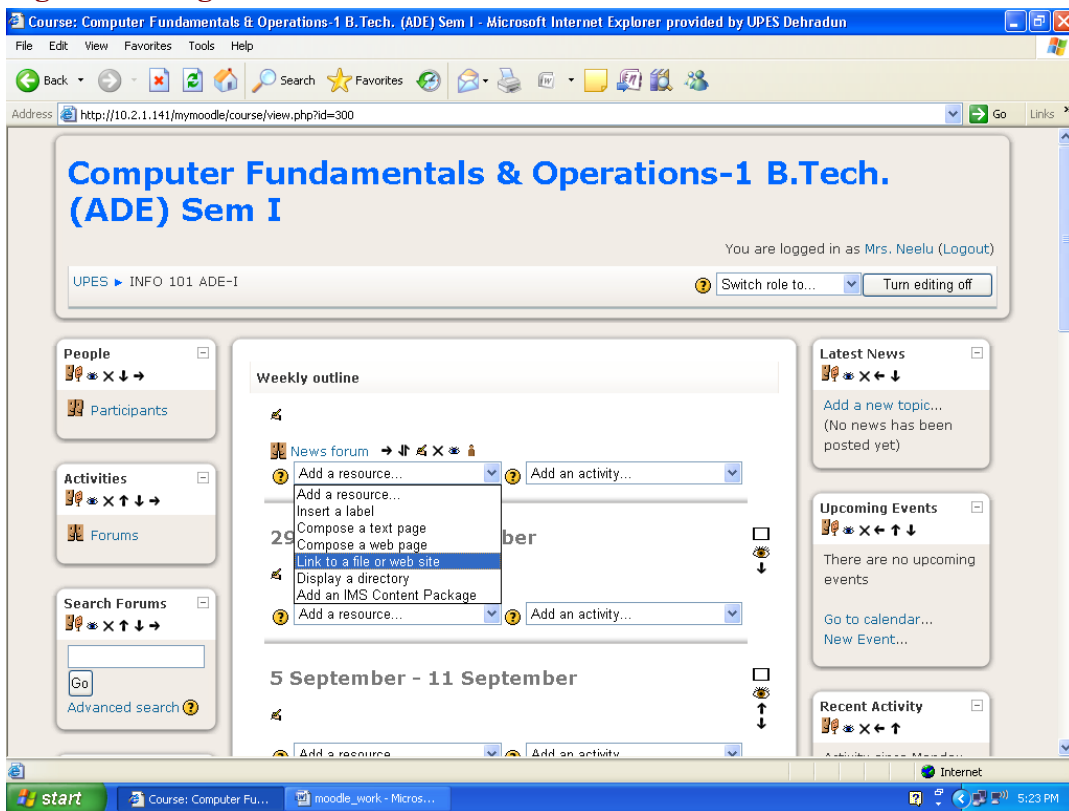 Course: Computer Fundamentals & Operations-1 B.Tech. (ADE) Sem I - Microsoft Internet Explorer provided by UPES Dehradun
File Edit View Favorites Tools Help
Back Search Favorites
Address http://10.2.1.141/mymoodle/course/view.php?id=300 Go Links
Computer Fundamentals & Operations-1 B.Tech.
(ADE) Sem I
You are logged in as Mrs. Neelu (Logout)
UPES ► INFO 101 ADE-I
Switch role to... Turn editing off
People
Participants
Activities
Forums
Search Forums
Go
Advanced search
Weekly outline
News forum
Add a resource... Add an activity...
Add a resource...
Insert a label
Compose a text page
Compose a web page
Link to a file or web site
Display a directory
Add an IMS Content Package
29 ber
Add a resource... Add an activity...
5 September - 11 September
Add a resource Add an activity
Latest News
Add a new topic...
(No news has been
posted yet)
Upcoming Events
There are no upcoming
events
Go to calendar...
New Event...
Recent Activity
Internet
start Course: Computer Fu... moodle_work - Micros... 5:23 PM